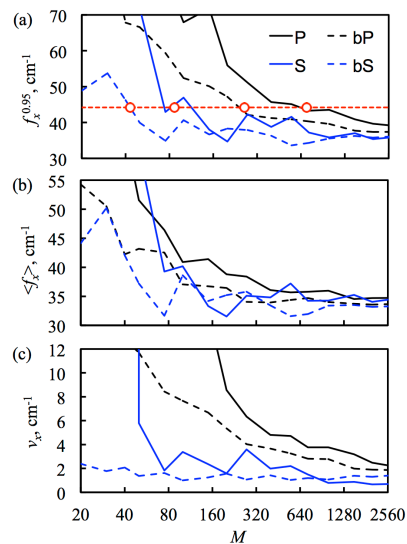 (a)
70
60
50
40
30
f_x^0.95, cm⁻¹
P
bP
S
bS
(b)
55
50
45
40
35
30
<f_x>, cm⁻¹
(c)
12
10
8
6
4
2
0
v_x, cm⁻¹
20 40 80 160 320 640 1280 2560
M